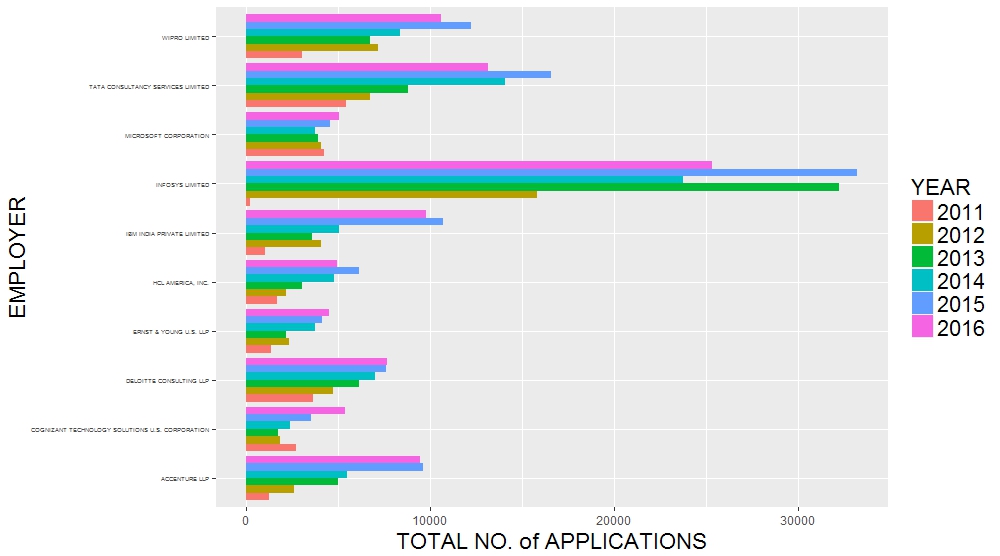 WIPRO LIMITED
TATA CONSULTANCY SERVICES LIMITED
MICROSOFT CORPORATION
INFOSYS LIMITED
IBM INDIA PRIVATE LIMITED
HCL AMERICA, INC.
ERNST & YOUNG U.S. LLP
DELOITTE CONSULTING LLP
COGNIZANT TECHNOLOGY SOLUTIONS U.S. CORPORATION
ACCENTURE LLP
EMPLOYER
0 10000 20000 30000
TOTAL NO. of APPLICATIONS
YEAR
2011
2012
2013
2014
2015
2016